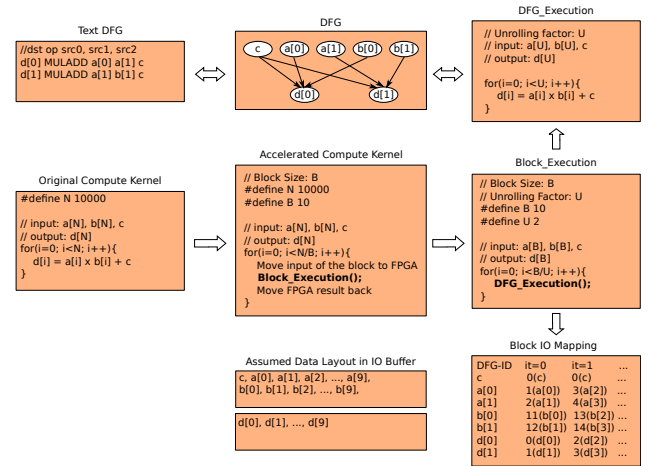 Text DFG
//dst op src0, src1, src2
d[0] MULADD a[0] a[1] c
d[1] MULADD a[1] b[1] c
DFG
c a[0] a[1] b[0] b[1]
d[0] d[1]
DFG_Execution
// Unrolling factor: U
// input: a[U], b[U], c
// output: d[U]
for(i=0; i<U; i++){
d[i] = a[i] x b[i] + c
}
Original Compute Kernel
#define N 10000
// input: a[N], b[N], c
// output: d[N]
for(i=0; i<N; i++){
d[i] = a[i] x b[i] + c
}
Accelerated Compute Kernel
// Block Size: B
#define N 10000
#define B 10
// input: a[N], b[N], c
// output: d[N]
for(i=0; i<N/B; i++){
Move input of the block to FPGA
Block_Execution();
Move FPGA result back
}
Block_Execution
// Block Size: B
// Unrolling Factor: U
#define B 10
#define U 2
// input: a[B], b[B], c
// output: d[B]
for(i=0; i<B/U; i++){
DFG_Execution();
}
Assumed Data Layout in IO Buffer
c, a[0], a[1], a[2], ..., a[9],
b[0], b[1], b[2], ..., b[9],
d[0], d[1], ..., d[9]
Block IO Mapping
DFG-ID it=0 it=1 ...
c 0(c) 0(c) ...
a[0] 1(a[0]) 3(a[2]) ...
a[1] 2(a[1]) 4(a[3]) ...
b[0] 11(b[0]) 13(b[2]) ...
b[1] 12(b[1]) 14(b[3]) ...
d[0] 0(d[0]) 2(d[2]) ...
d[1] 1(d[1]) 3(d[3]) ...